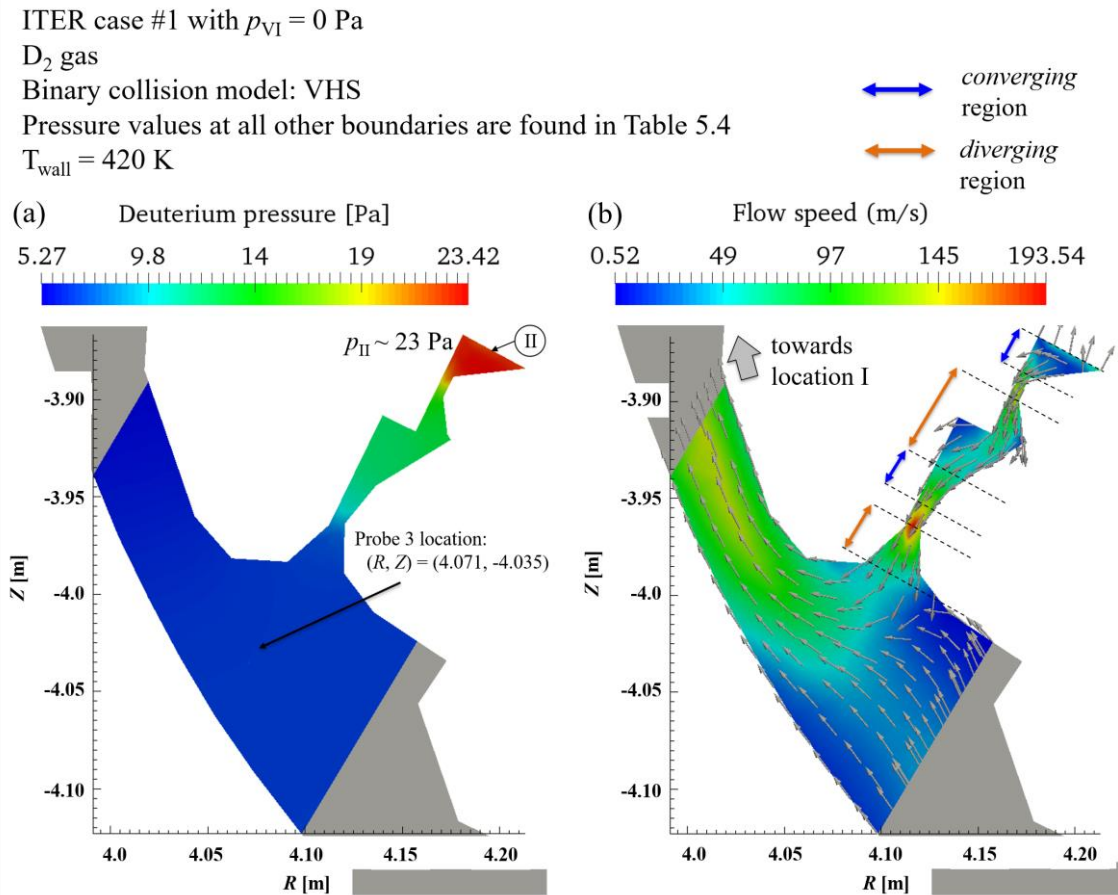 ITER case #1 with pVI = 0 Pa
D2 gas
Binary collision model: VHS
Pressure values at all other boundaries are found in Table 5.4
Twall = 420 K
converging
region
diverging
region
(a)
Deuterium pressure [Pa]
5.27 9.8 14 19 23.42
pII ~ 23 Pa
II
Probe 3 location:
(R, Z) = (4.071, -4.035)
-3.90
-3.95
-4.0
-4.05
-4.10
Z [m]
4.0 4.05 4.10 4.15 4.20
R [m]
(b)
Flow speed (m/s)
0.52 49 97 145 193.54
towards
location I
-3.90
-3.95
-4.0
-4.05
-4.10
Z [m]
4.0 4.05 4.10 4.15 4.20
R [m]